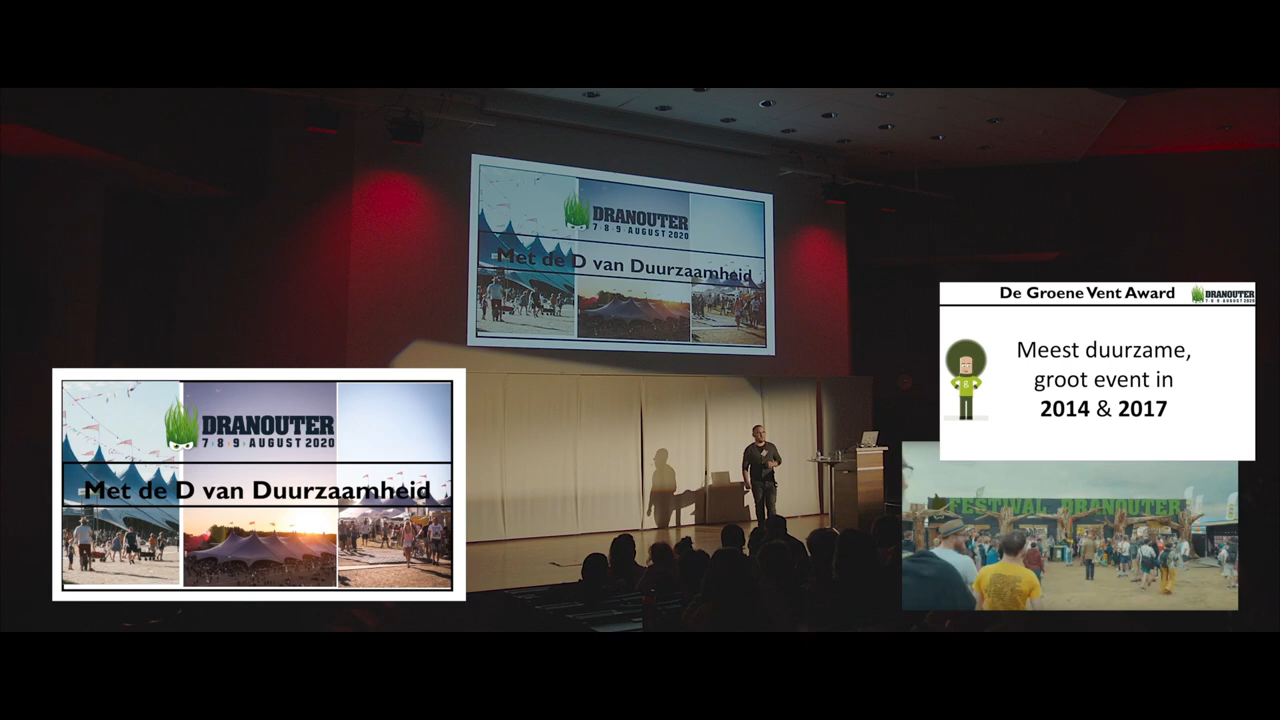 DRANOUTER
7·8·9·AUGUST 2020
Met de D van Duurzaamheid
DRANOUTER
7·8·9·AUGUST 2020
Met de D van Duurzaamheid
De Groene Vent Award
DRANOUTER
7·8·9·AUGUST 2020
g
Meest duurzame,
groot event in
2014 & 2017
FESTIVAL DRANOUTER